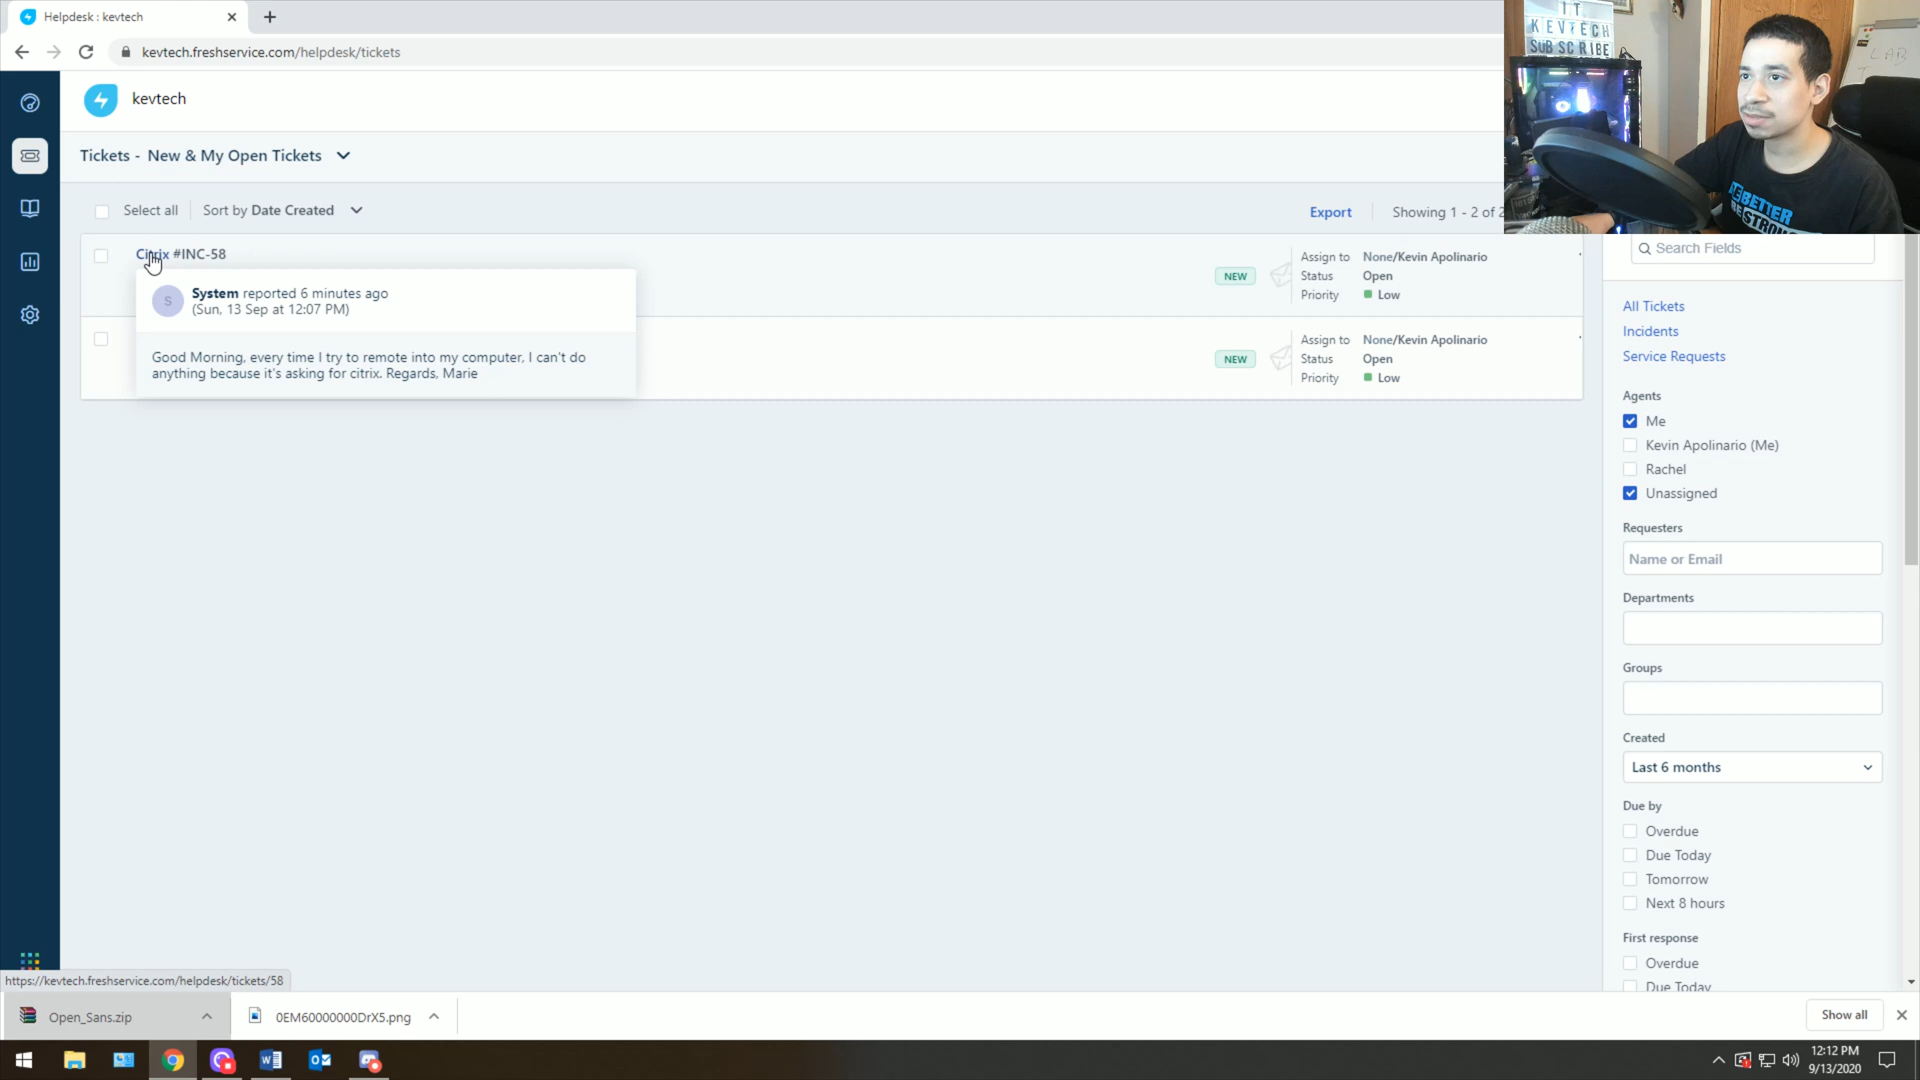 Helpdesk : kevtech
kevtech.freshservice.com/helpdesk/tickets
IT
KEVTECH
SUBSCRIBE
LAB
BE BETTER
BE STRONG
kevtech
Tickets - New & My Open Tickets
Select all
Sort by Date Created
Export
Showing 1 - 2 of 2
Citrix #INC-58
S
System reported 6 minutes ago
(Sun, 13 Sep at 12:07 PM)
Good Morning, every time I try to remote into my computer, I can't do
anything because it's asking for citrix. Regards, Marie
NEW
Assign to None/Kevin Apolinario
Status Open
Priority Low
NEW
Assign to None/Kevin Apolinario
Status Open
Priority Low
Search Fields
All Tickets
Incidents
Service Requests
Agents
Me
Kevin Apolinario (Me)
Rachel
Unassigned
Requesters
Name or Email
Departments
Groups
Created
Last 6 months
Due by
Overdue
Due Today
Tomorrow
Next 8 hours
First response
Overdue
Due Today
https://kevtech.freshservice.com/helpdesk/tickets/58
Open_Sans.zip
0EM60000000DrX5.png
Show all
12:12 PM
9/13/2020